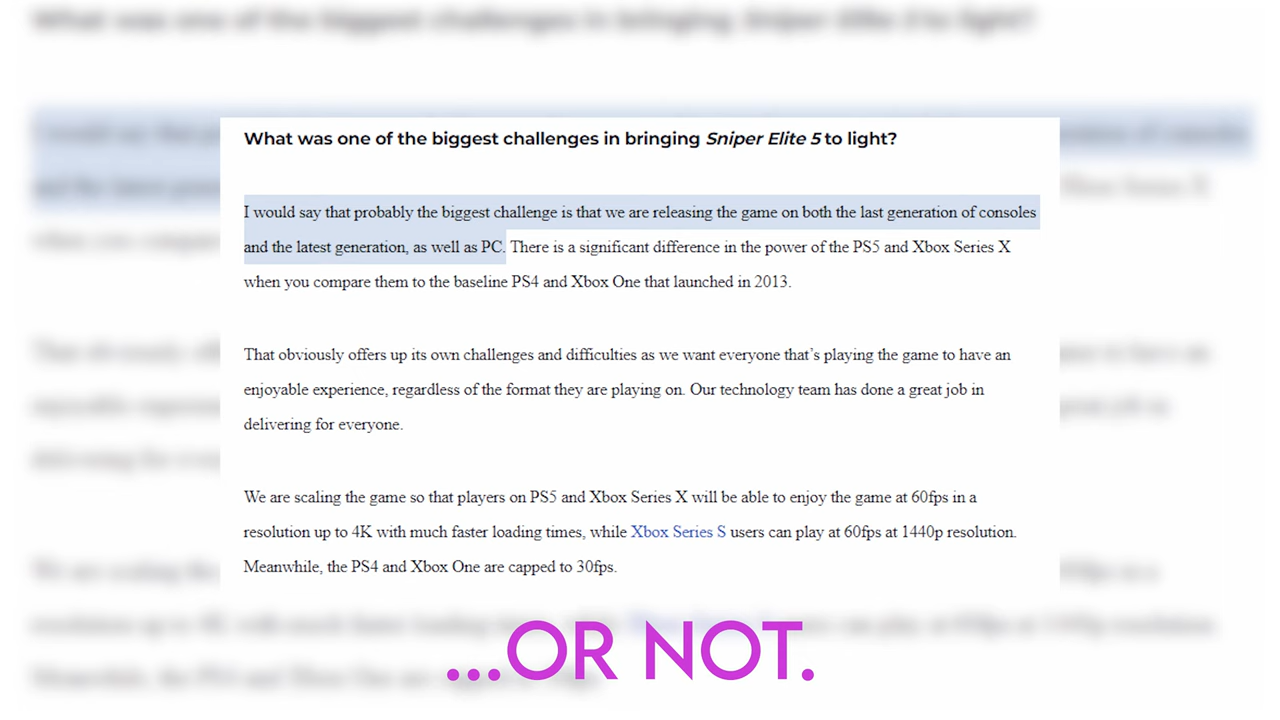 What was one of the biggest challenges in bringing Sniper Elite 5 to light?
I would say that probably the biggest challenge is that we are releasing the game on both the last generation of consoles
and the latest generation, as well as PC. There is a significant difference in the power of the PS5 and Xbox Series X
when you compare them to the baseline PS4 and Xbox One that launched in 2013.
That obviously offers up its own challenges and difficulties as we want everyone that's playing the game to have an
enjoyable experience, regardless of the format they are playing on. Our technology team has done a great job in
delivering for everyone.
We are scaling the game so that players on PS5 and Xbox Series X will be able to enjoy the game at 60fps in a
resolution up to 4K with much faster loading times, while Xbox Series S users can play at 60fps at 1440p resolution.
Meanwhile, the PS4 and Xbox One are capped to 30fps.
...OR NOT.